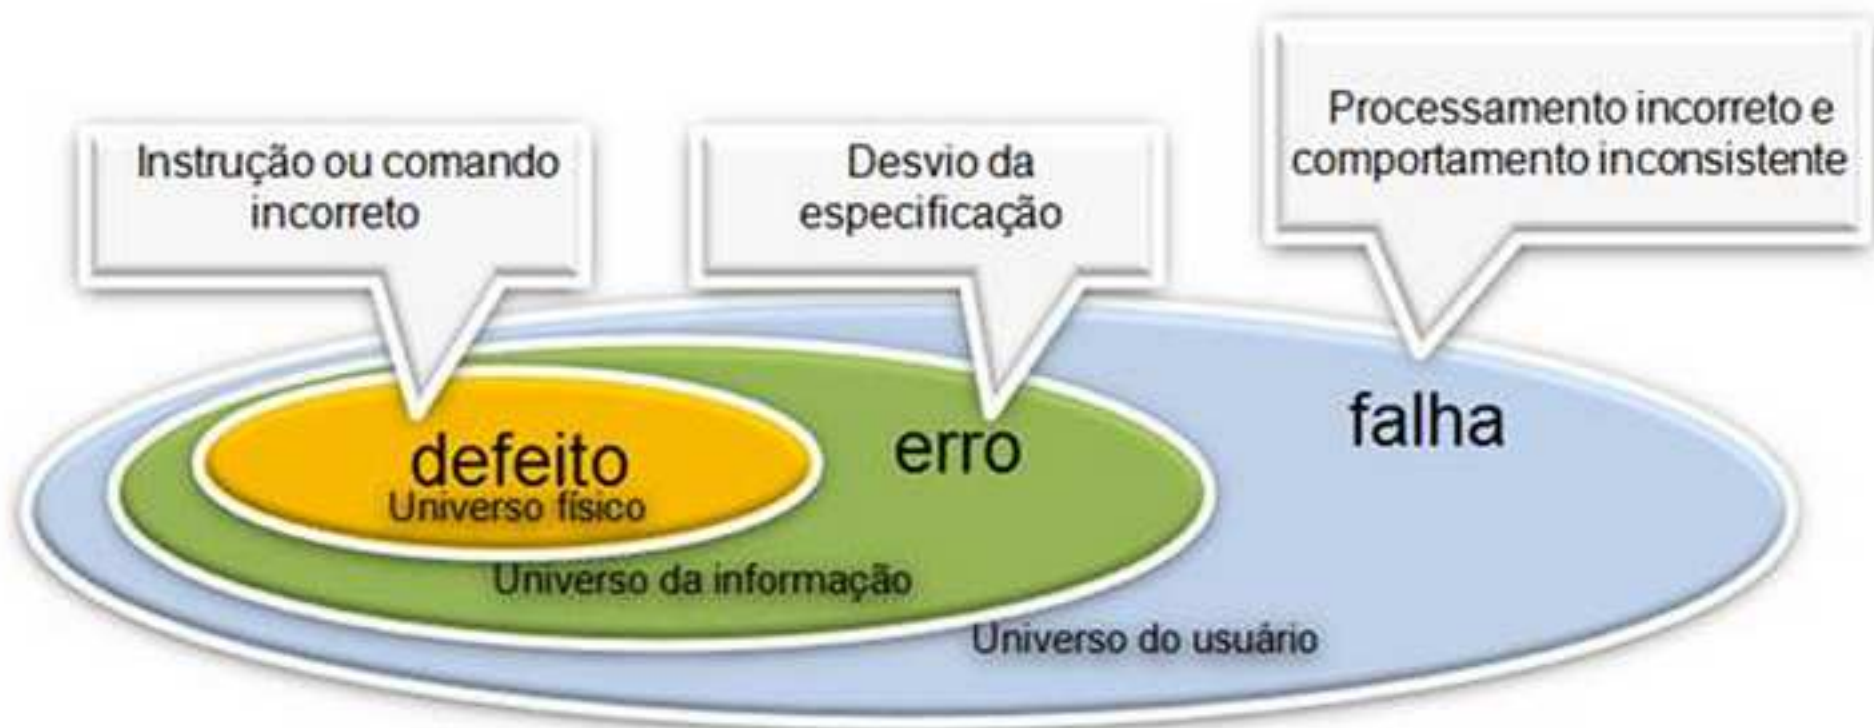 Instrução ou comando
incorreto
Desvio da
especificação
Processamento incorreto e
comportamento inconsistente
defeito
Universo físico
erro
falha
Universo da informação
Universo do usuário